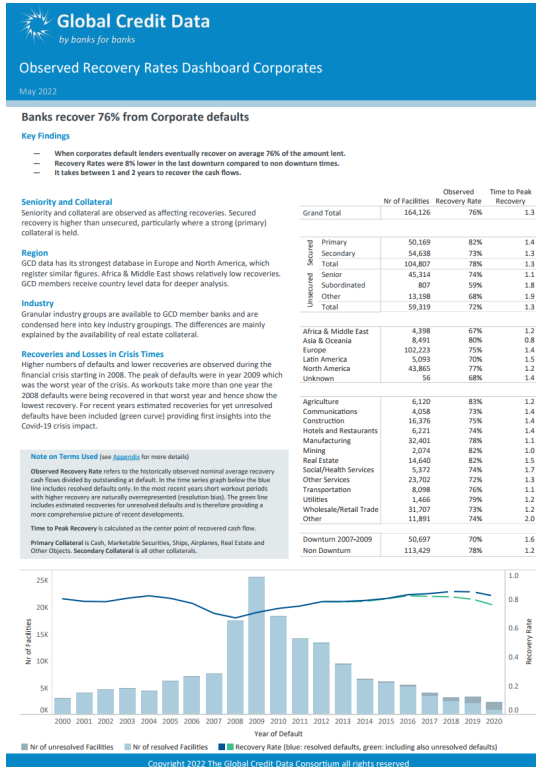 Global Credit Data
by banks for banks
Observed Recovery Rates Dashboard Corporates
May 2022
Banks recover 76% from Corporate defaults
Key Findings
— When corporates default lenders eventually recover on average 76% of the amount lent.
— Recovery Rates were 8% lower in the last downturn compared to non downturn times.
— It takes between 1 and 2 years to recover the cash flows.
Seniority and Collateral
Seniority and collateral are observed as affecting recoveries. Secured
recovery is higher than unsecured, particularly where a strong (primary)
collateral is held.
Region
GCD data has its strongest database in Europe and North America, which
register similar figures. Africa & Middle East shows relatively low recoveries.
GCD members receive country level data for deeper analysis.
Industry
Granular industry groups are available to GCD member banks and are
condensed here into key industry groupings. The differences are mainly
explained by the availability of real estate collateral.
Recoveries and Losses in Crisis Times
Higher numbers of defaults and lower recoveries are observed during the
financial crisis starting in 2008. The peak of defaults were in year 2009 which
was the worst year of the crisis. As workouts take more than one year the
2008 defaults were being recovered in that worst year and hence show the
lowest recovery. For recent years estimated recoveries for yet unresolved
defaults have been included (green curve) providing first insights into the
Covid-19 crisis impact.
Note on Terms Used (see Appendix for more details)
Observed Recovery Rate refers to the historically observed nominal average recovery
cash flows divided by outstanding at default. In the time series graph below the blue
line includes resolved defaults only. In the most recent years short workout periods
with higher recovery are naturally overrepresented (resolution bias). The green line
includes estimated recoveries for unresolved defaults and is therefore providing a
more comprehensive picture of recent developments.
Time to Peak Recovery is calculated as the center point of recovered cash flow.
Primary Collateral is Cash, Marketable Securities, Ships, Airplanes, Real Estate and
Other Objects. Secondary Collateral is all other collaterals.
Nr of Facilities Observed Recovery Rate Time to Peak Recovery
Grand Total 164,126 76% 1.3
Secured
Primary 50,169 82% 1.4
Secondary 54,638 73% 1.3
Total 104,807 78% 1.3
Unsecured
Senior 45,314 74% 1.1
Subordinated 807 59% 1.8
Other 13,198 68% 1.9
Total 59,319 72% 1.3
Africa & Middle East 4,398 67% 1.2
Asia & Oceania 8,491 80% 0.8
Europe 102,223 75% 1.4
Latin America 5,093 70% 1.5
North America 43,865 77% 1.2
Unknown 56 68% 1.4
Agriculture 6,120 83% 1.2
Communications 4,058 73% 1.4
Construction 16,376 75% 1.4
Hotels and Restaurants 6,221 74% 1.4
Manufacturing 32,401 78% 1.1
Mining 2,074 82% 1.0
Real Estate 14,640 82% 1.5
Social/Health Services 5,372 74% 1.7
Other Services 23,702 72% 1.3
Transportation 8,098 76% 1.1
Utilities 1,466 79% 1.2
Wholesale/Retail Trade 31,707 73% 1.2
Other 11,891 74% 2.0
Downturn 2007-2009 50,697 70% 1.6
Non Downturn 113,429 78% 1.2
Nr of Facilities
25K
20K
15K
10K
5K
0K
1.0
0.8
0.6
0.4
0.2
0.0
Recovery Rate
2000 2001 2002 2003 2004 2005 2006 2007 2008 2009 2010 2011 2012 2013 2014 2015 2016 2017 2018 2019 2020
Year of Default
Nr of unresolved Facilities Nr of resolved Facilities Recovery Rate (blue: resolved defaults, green: including also unresolved defaults)
Copyright 2022 The Global Credit Data Consortium all rights reserved